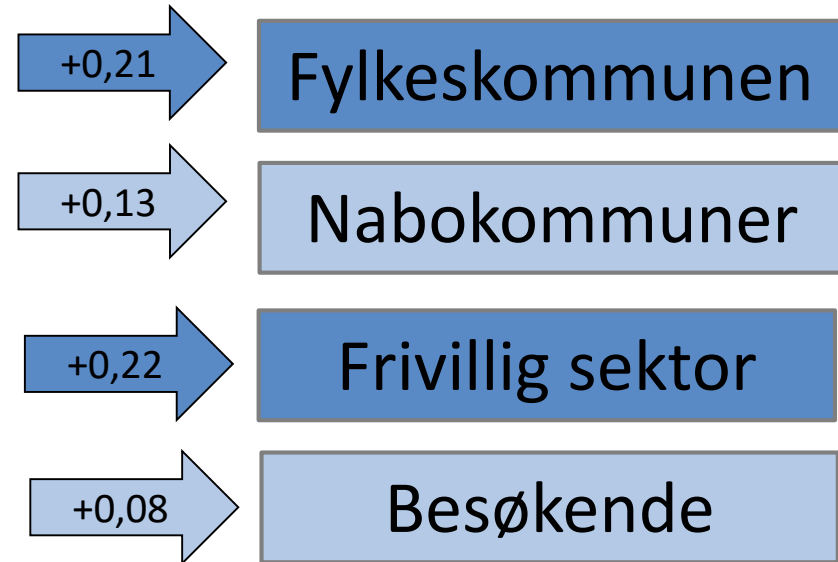 +0,21 Fylkeskommunen
+0,13 Nabokommuner
+0,22 Frivillig sektor
+0,08 Besøkende